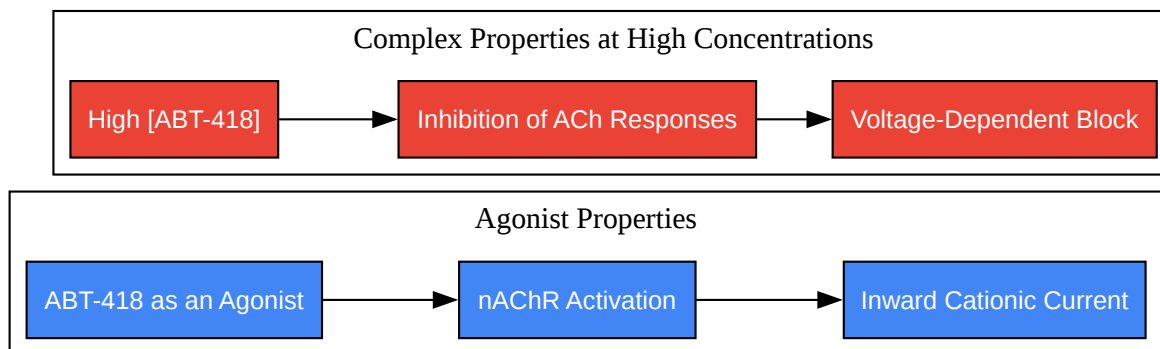 Complex Properties at High Concentrations
High [ABT-418]
Inhibition of ACh Responses
Voltage-Dependent Block
Agonist Properties
ABT-418 as an Agonist
nAChR Activation
Inward Cationic Current